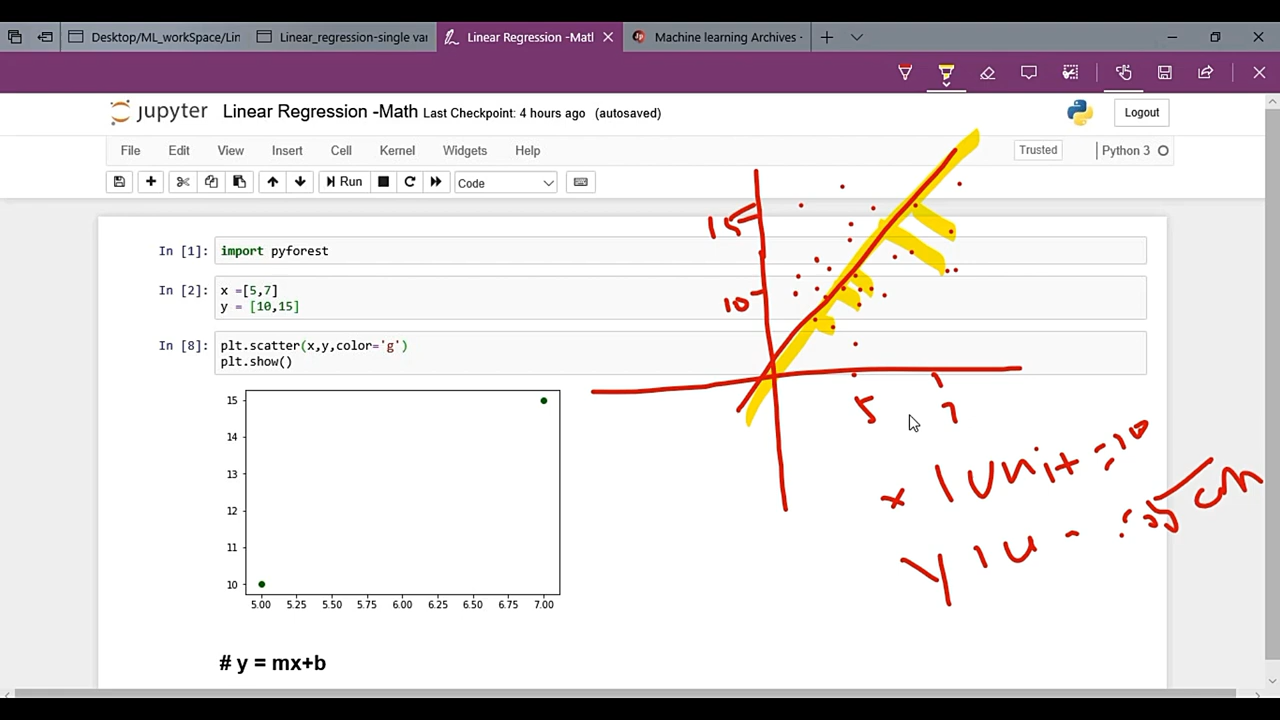 Desktop/ML_workSpace/Lin
Linear_regression-single var
Linear Regression -Matl
Machine learning Archives -
jupyter Linear Regression -Math Last Checkpoint: 4 hours ago (autosaved)
Logout
File Edit View Insert Cell Kernel Widgets Help
Trusted Python 3
Run Code
In [1]: import pyforest
In [2]: x =[5,7]
y = [10,15]
In [8]: plt.scatter(x,y,color='g')
plt.show()
15
14
13
12
11
10
5.00 5.25 5.50 5.75 6.00 6.25 6.50 6.75 7.00
# y = mx+b
15
10
5 7
x 1 unit
y 1 u
cm